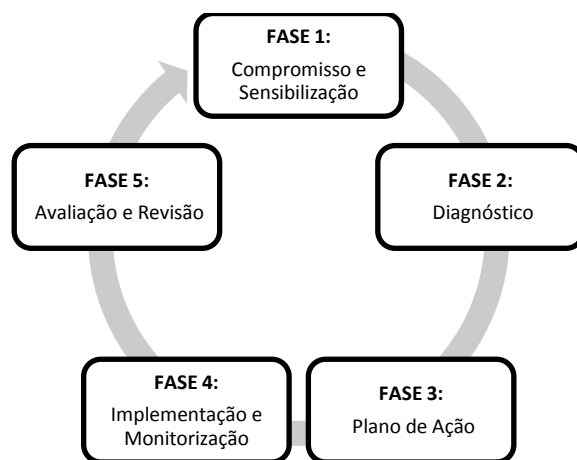 FASE 1:
Compromisso e
Sensibilização
FASE 2:
Diagnóstico
FASE 3:
Plano de Ação
FASE 4:
Implementação e
Monitorização
FASE 5:
Avaliação e Revisão